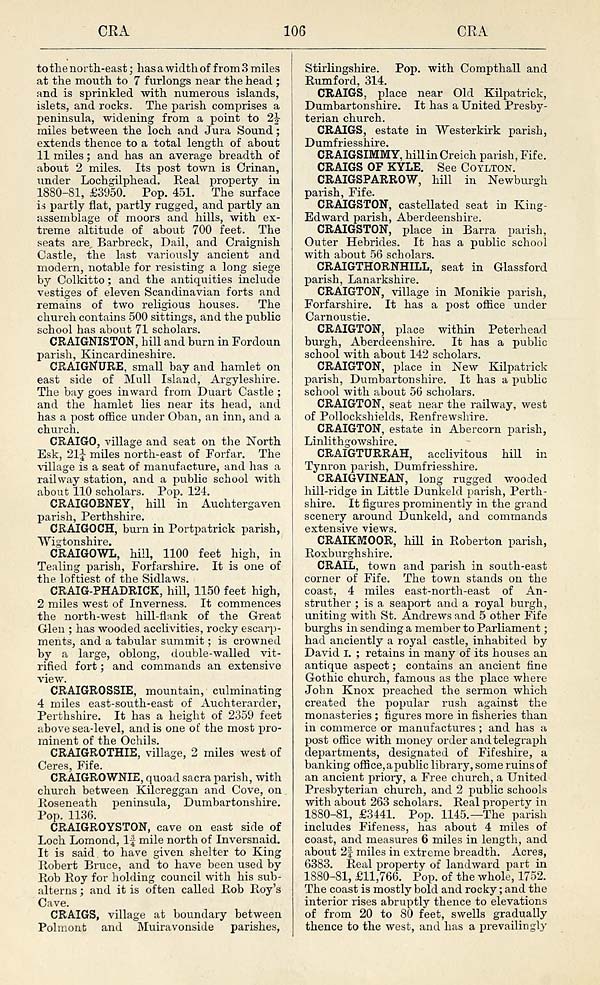 CRA 106 CRA
to the north-east; has a width of from 3 miles
at the mouth to 7 furlongs near the head;
and is sprinkled with numerous islands,
islets, and rocks. The parish comprises a
peninsula, widening from a point to 2½
miles between the loch and Jura Sound;
extends thence to a total length of about
11 miles; and has an average breadth of
about 2 miles. Its post town is Crinan,
under Lochgilphead. Real property in
1880-81, £3950. Pop. 451. The surface
is partly flat, partly rugged, and partly an
assemblage of moors and hills, with ex-
treme altitude of about 700 feet. The
seats are Barbreck, Dail, and Craignish
Castle, the last variously ancient and
modern, notable for resisting a long siege
by Colkitto; and the antiquities include
vestiges of eleven Scandinavian forts and
remains of two religious houses. The
church contains 500 sittings, and the public
school has about 71 scholars.
CRAIGNISTON, hill and burn in Fordoun
parish, Kincardineshire.
CRAIGNURE, small bay and hamlet on
east side of Mull Island, Argyleshire.
The bay goes inward from Duart Castle;
and the hamlet lies near its head, and
has a post office under Oban, an inn, and a
church.
CRAIGO, village and seat on the North
Esk, 21¼ miles north-east of Forfar. The
village is a seat of manufacture, and has a
railway station, and a public school with
about 110 scholars. Pop. 124.
CRAIGOBNEY, hill in Auchtergaven
parish, Perthshire.
CRAIGOCH, burn in Portpatrick parish,
Wigtonshire.
CRAIGOWL, hill, 1100 feet high, in
Tealing parish, Forfarshire. It is one of
the loftiest of the Sidlaws.
CRAIG-PHADRICK, hill, 1150 feet high,
2 miles west of Inverness. It commences
the north-west hill-flank of the Great
Glen; has wooded acclivities, rocky escarp-
ments, and a tabular summit; is crowned
by a large, oblong, double-walled vit-
rified fort; and commands an extensive
view.
CRAIGROSSIE, mountain, culminating
4 miles east-south-east of Auchterarder,
Perthshire. It has a height of 2359 feet
above sea-level, and is one of the most pro-
minent of the Ochils.
CRAIGROTHIE, village, 2 miles west of
Ceres, Fife.
CRAIGROWNIE, quoad sacra parish, with
church between Kilcreggan and Cove, on
Roseneath peninsula, Dumbartonshire.
Pop. 1136.
CRAIGROYSTON, cave on east side of
Loch Lomond, 1¾ mile north of Inversnaid.
It is said to have given shelter to King
Robert Bruce, and to have been used by
Rob Roy for holding council with his sub-
alterns; and it is often called Rob Roy's
Cave.
CRAIGS, village at boundary between
Polmont and Muiravonside parishes,
Stirlingshire. Pop. with Compthall and
Rumford, 314.
CRAIGS, place near Old Kilpatrick,
Dumbartonshire. It has a United Presby-
terian church.
CRAIGS, estate in Westerkirk parish,
Dumfriesshire.
CRAIGSIMMY, hill in Creich parish, Fife.
CRAIGS OF KYLE. See COYLTON.
CRAIGSPARROW, hill in Newburgh
parish, Fife.
CRAIGSTON, castellated seat in King-
Edward parish, Aberdeenshire.
CRAIGSTON, place in Barra parish,
Outer Hebrides. It has a public school
with about 56 scholars.
CRAIGTHORNHILL, seat in Glassford
parish, Lanarkshire.
CRAIGTON, village in Monikie parish,
Forfarshire. It has a post office under
Carnoustie.
CRAIGTON, place within Peterhead
burgh, Aberdeenshire. It has a public
school with about 142 scholars.
CRAIGTON, place in New Kilpatrick
parish, Dumbartonshire. It has a public
school with about 56 scholars.
CRAIGTON, seat near the railway, west
of Pollockshields, Renfrewshire.
CRAIGTON, estate in Abercorn parish,
Linlithgowshire.
CRAIGTURRAH, acclivitous hill in
Tynron parish, Dumfriesshire.
CRAIGVINEAN, long rugged wooded
hill-ridge in Little Dunkeld parish, Perth-
shire. It figures prominently in the grand
scenery around Dunkeld, and commands
extensive views.
CRAIKMOOR, hill in Roberton parish,
Roxburghshire.
CRAIL, town and parish in south-east
corner of Fife. The town stands on the
coast, 4 miles east-north-east of An-
struther; is a seaport and a royal burgh,
uniting with St. Andrews and 5 other Fife
burghs in sending a member to Parliament;
had anciently a royal castle, inhabited by
David I.; retains in many of its houses an
antique aspect; contains an ancient fine
Gothic church, famous as the place where
John Knox preached the sermon which
created the popular rush against the
monasteries; figures more in fisheries than
in commerce or manufactures; and has a
post office with money order and telegraph
departments, designated of Fifeshire, a
banking office, a public library, some ruins of
an ancient priory, a Free church, a United
Presbyterian church, and 2 public schools
with about 263 scholars. Real property in
1880-81, £3441. Pop. 1145.—The parish
includes Fifeness, has about 4 miles of
coast, and measures 6 miles in length, and
about 2¾ miles in extreme breadth. Acres,
6383. Real property of landward part in
1880-81, £11,766. Pop. of the whole, 1752.
The coast is mostly bold and rocky; and the
interior rises abruptly thence to elevations
of from 20 to 80 feet, swells gradually
thence to the west, and has a prevailingly